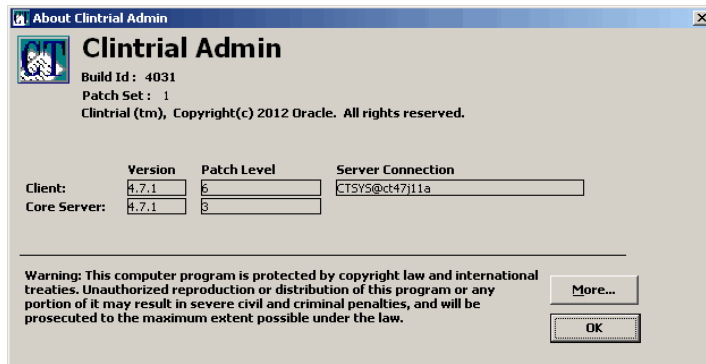 About Clintrial Admin
Clintrial Admin
Build Id : 4031
Patch Set : 1
Clintrial (tm), Copyright(c) 2012 Oracle. All rights reserved.
Version Patch Level Server Connection
Client: 4.7.1 6 CTSYS@ct47j11a
Core Server: 4.7.1 3
Warning: This computer program is protected by copyright law and international
treaties. Unauthorized reproduction or distribution of this program or any
portion of it may result in severe civil and criminal penalties, and will be
prosecuted to the maximum extent possible under the law.
More...
OK